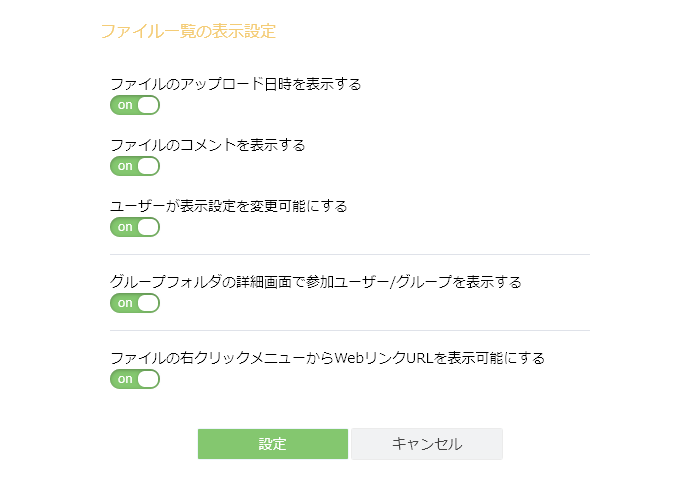 ファイル一覧の表示設定
ファイルのアップロード日時を表示する
on
ファイルのコメントを表示する
on
ユーザーが表示設定を変更可能にする
on
グループフォルダの詳細画面で参加ユーザー/グループを表示する
on
ファイルの右クリックメニューからWebリンクURLを表示可能にする
on
設定 キャンセル